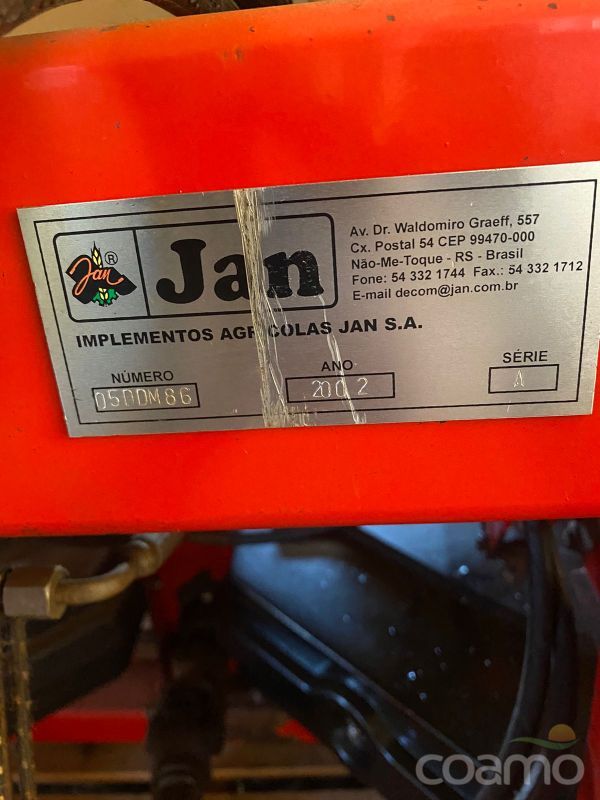 Jan ®
Jan
Av. Dr. Waldomiro Graeff, 557
Cx. Postal 54 CEP 99470-000
Não-Me-Toque - RS - Brasil
Fone: 54 332 1744 Fax.: 54 332 1712
E-mail decom@jan.com.br
IMPLEMENTOS AGRÍCOLAS JAN S.A.
NÚMERO ANO SÉRIE
050DM86 2002 A
coamo